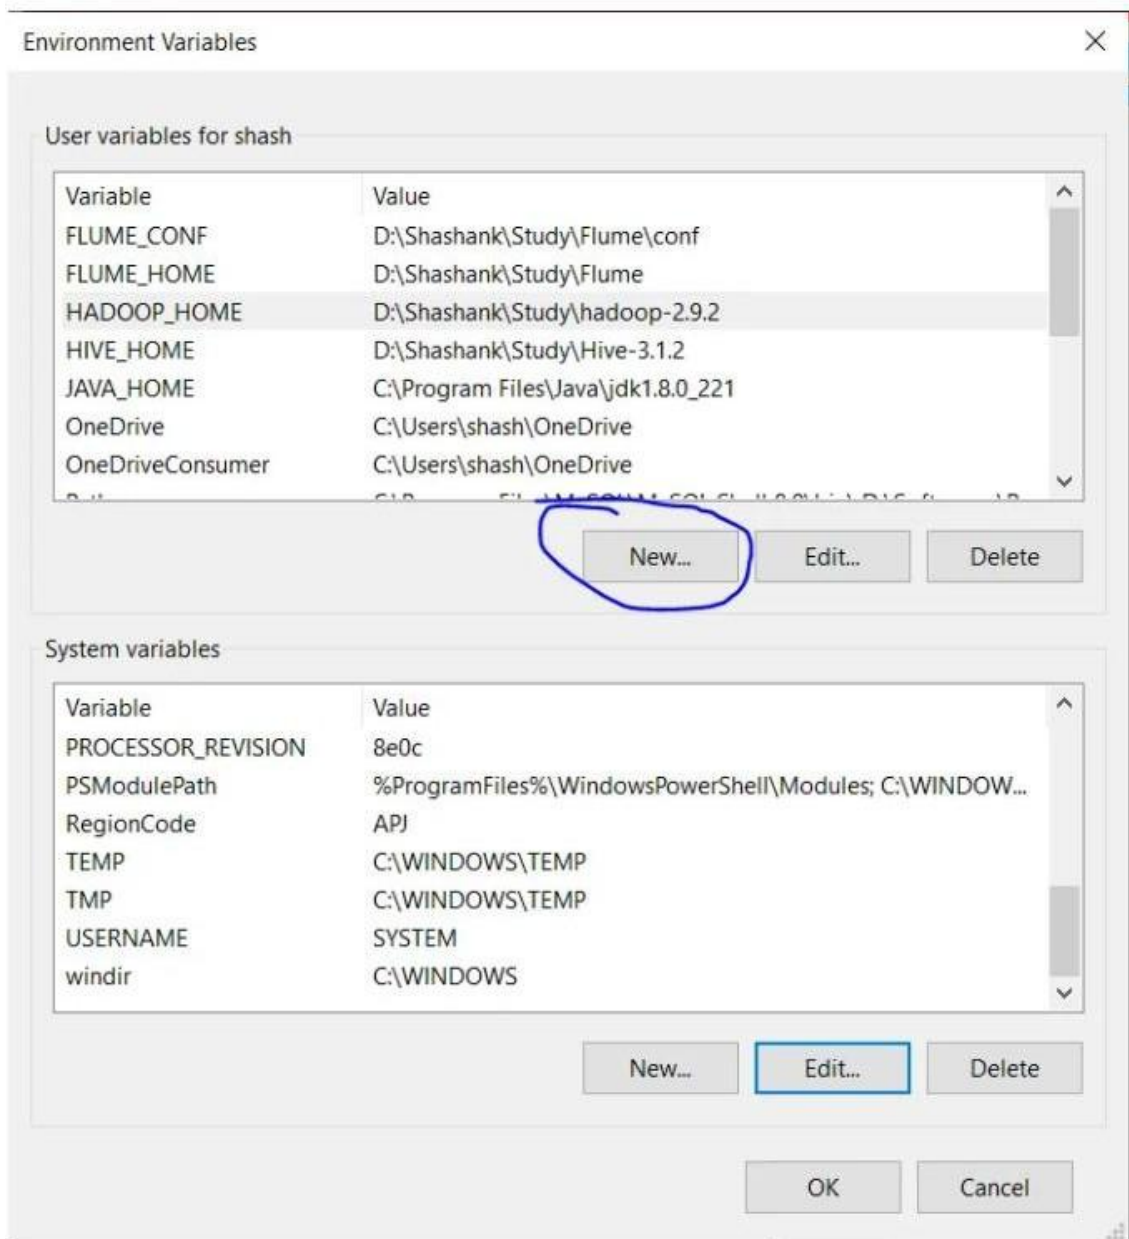 Environment Variables
User variables for shash
Variable Value
FLUME_CONF D:\Shashank\Study\Flume\conf
FLUME_HOME D:\Shashank\Study\Flume
HADOOP_HOME D:\Shashank\Study\hadoop-2.9.2
HIVE_HOME D:\Shashank\Study\Hive-3.1.2
JAVA_HOME C:\Program Files\Java\jdk1.8.0_221
OneDrive C:\Users\shash\OneDrive
OneDriveConsumer C:\Users\shash\OneDrive
New... Edit... Delete
System variables
Variable Value
PROCESSOR_REVISION 8e0c
PSModulePath %ProgramFiles%\WindowsPowerShell\Modules; C:\WINDOW...
RegionCode APJ
TEMP C:\WINDOWS\TEMP
TMP C:\WINDOWS\TEMP
USERNAME SYSTEM
windir C:\WINDOWS
New... Edit... Delete
OK Cancel